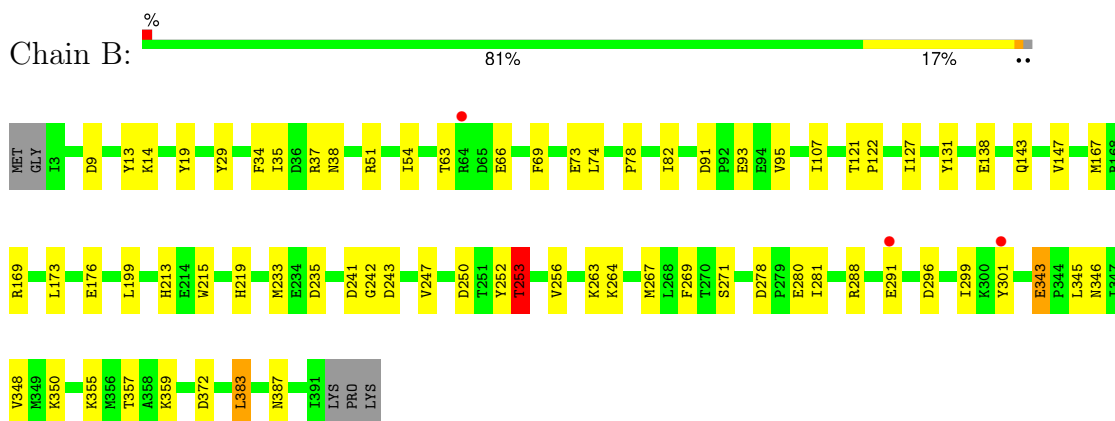 %
Chain B:
81% 17% ••
MET GLY I3 D9 Y13 K14 Y19 Y29 F34 I35 D36 R37 N38 R51 I54 T63 R64 D65 E66 F69 E73 L74 P78 I82 D91 P92 E93 E94 V95 I107 T121 P122 I127 Y131 E138 Q143 V147 M167 R168
R169 L173 E176 L199 H213 E214 W215 H219 M233 E234 D235 D241 G242 D243 V247 D250 T251 Y252 T253 V256 K263 K264 M267 L268 F269 T270 S271 D278 P279 E280 I281 R288 E291 D296 I299 K300 Y301 E343 P344 L345 N346 I347
V348 M349 K350 K355 M356 T357 A358 K359 D372 L383 N387 I391 LYS PRO LYS